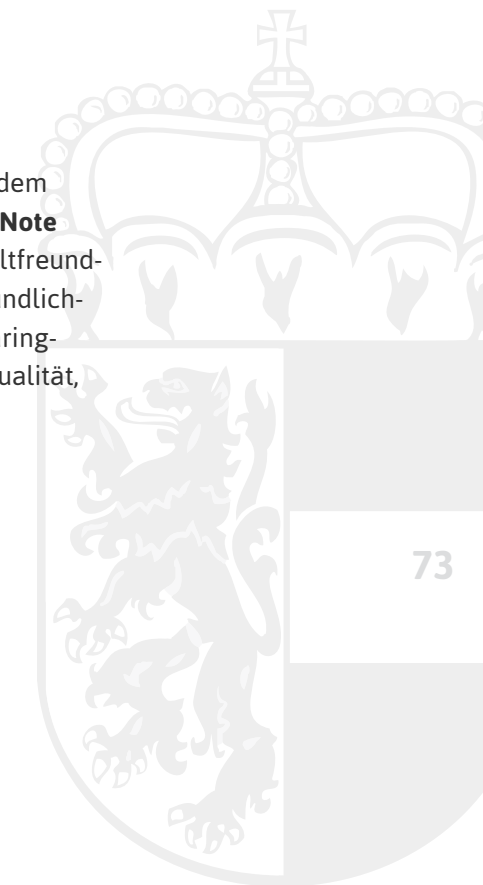 dem
Note
ltfreund-
ndlich-
ring-
ualität,
73